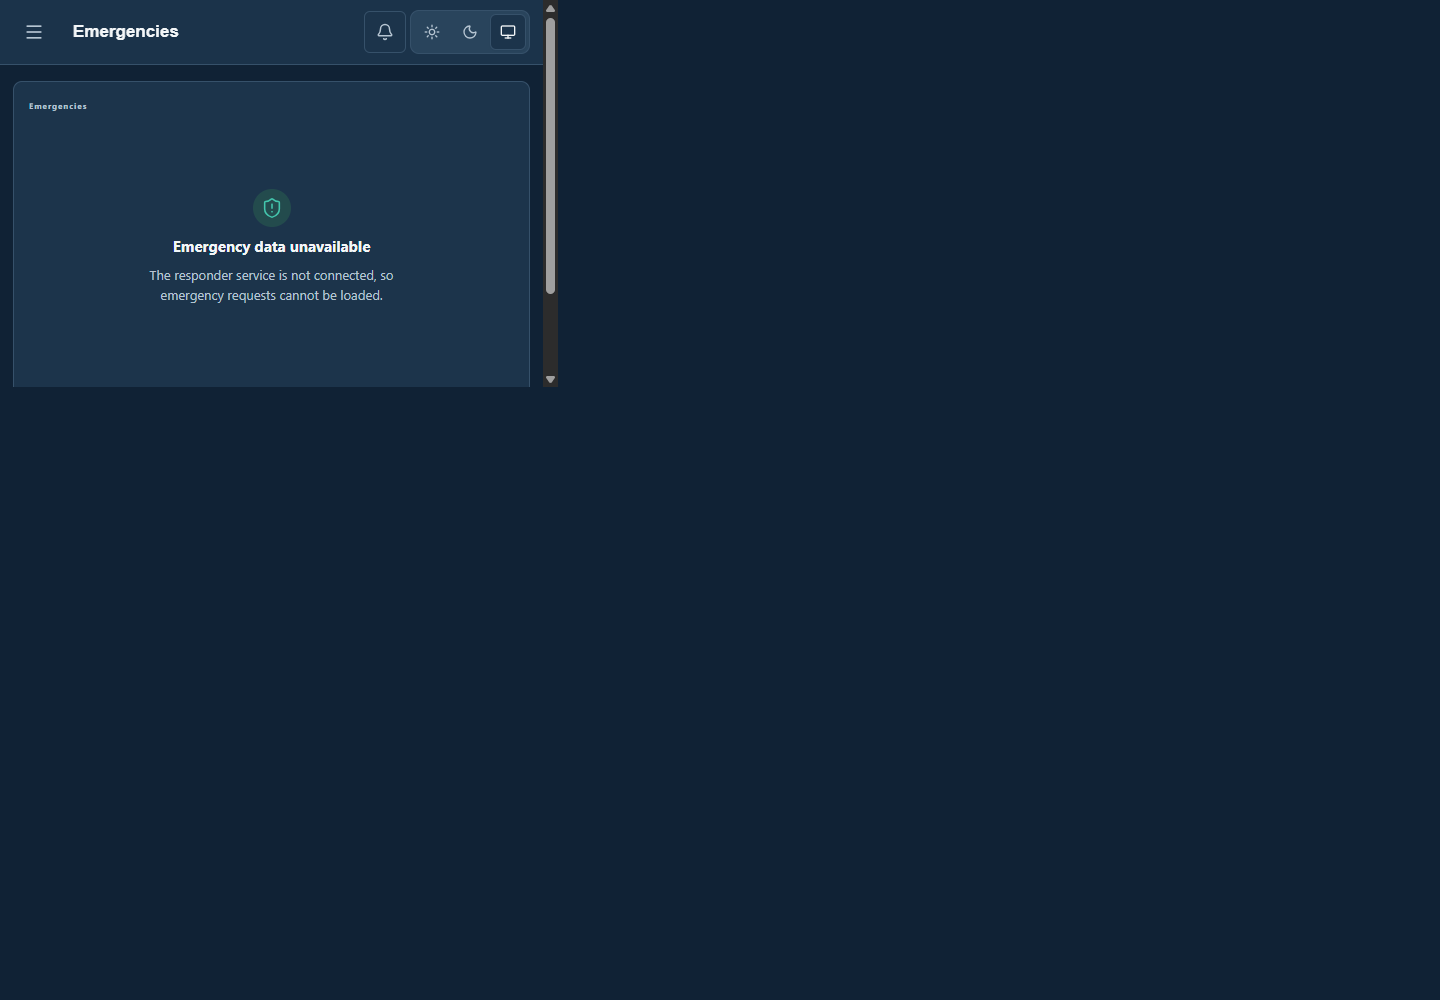 Emergencies
Emergencies
Emergency data unavailable
The responder service is not connected, so
emergency requests cannot be loaded.